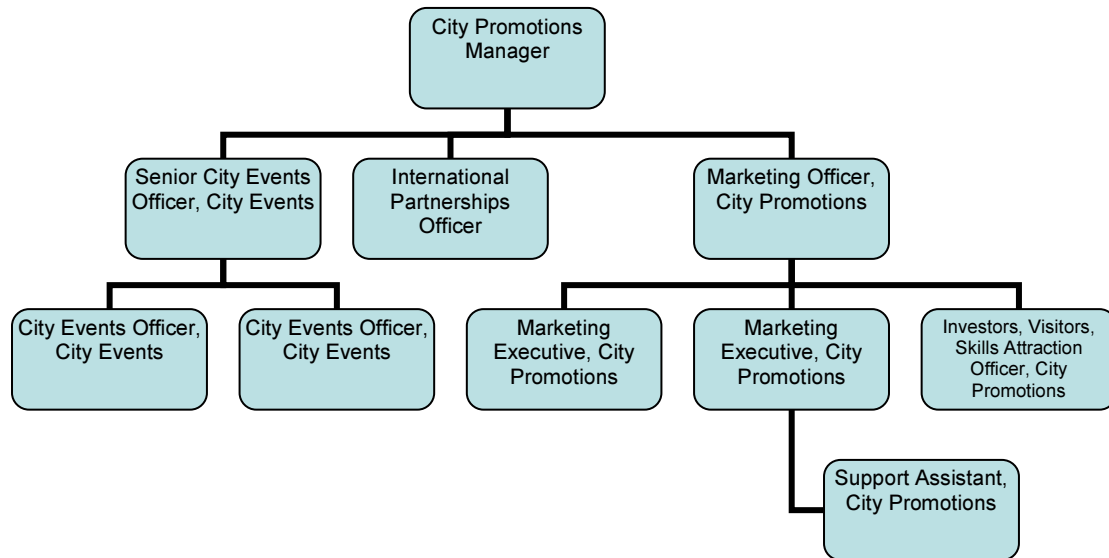 City Promotions
Manager
Senior City Events
Officer, City Events
International
Partnerships
Officer
Marketing Officer,
City Promotions
City Events Officer,
City Events
City Events Officer,
City Events
Marketing
Executive, City
Promotions
Marketing
Executive, City
Promotions
Investors, Visitors,
Skills Attraction
Officer, City
Promotions
Support Assistant,
City Promotions